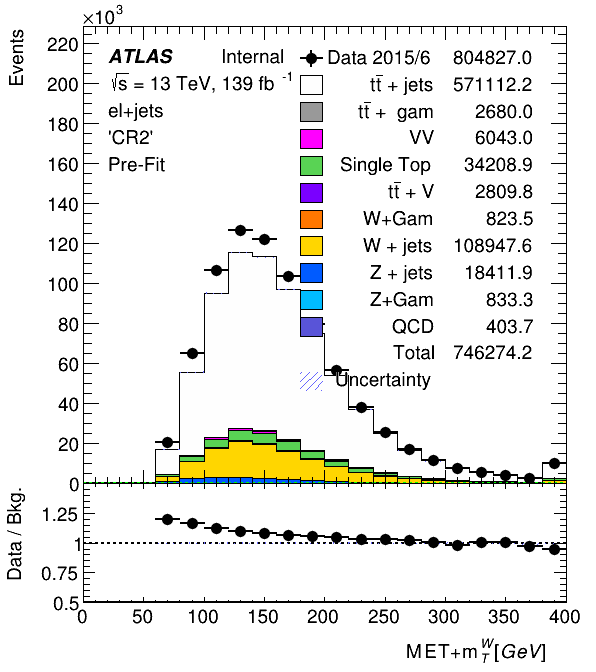 ×10³
Events
220
200
180
160
140
120
100
80
60
40
20
0
ATLAS Internal
√s = 13 TeV, 139 fb⁻¹
el+jets
'CR2'
Pre-Fit
Data 2015/6 804827.0
tt̄ + jets 571112.2
tt̄ + gam 2680.0
VV 6043.0
Single Top 34208.9
tt̄ + V 2809.8
W+Gam 823.5
W + jets 108947.6
Z + jets 18411.9
Z+Gam 833.3
QCD 403.7
Total 746274.2
Uncertainty
Data / Bkg.
1.25
1
0.75
0.5
0 50 100 150 200 250 300 350 400
MET+m_T^W[GeV]